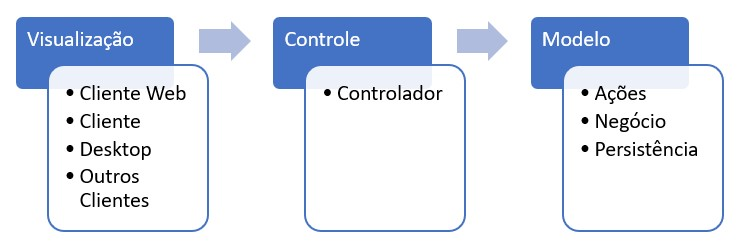 Visualização
• Cliente Web
• Cliente
• Desktop
• Outros
Clientes
Controle
• Controlador
Modelo
• Ações
• Negócio
• Persistência